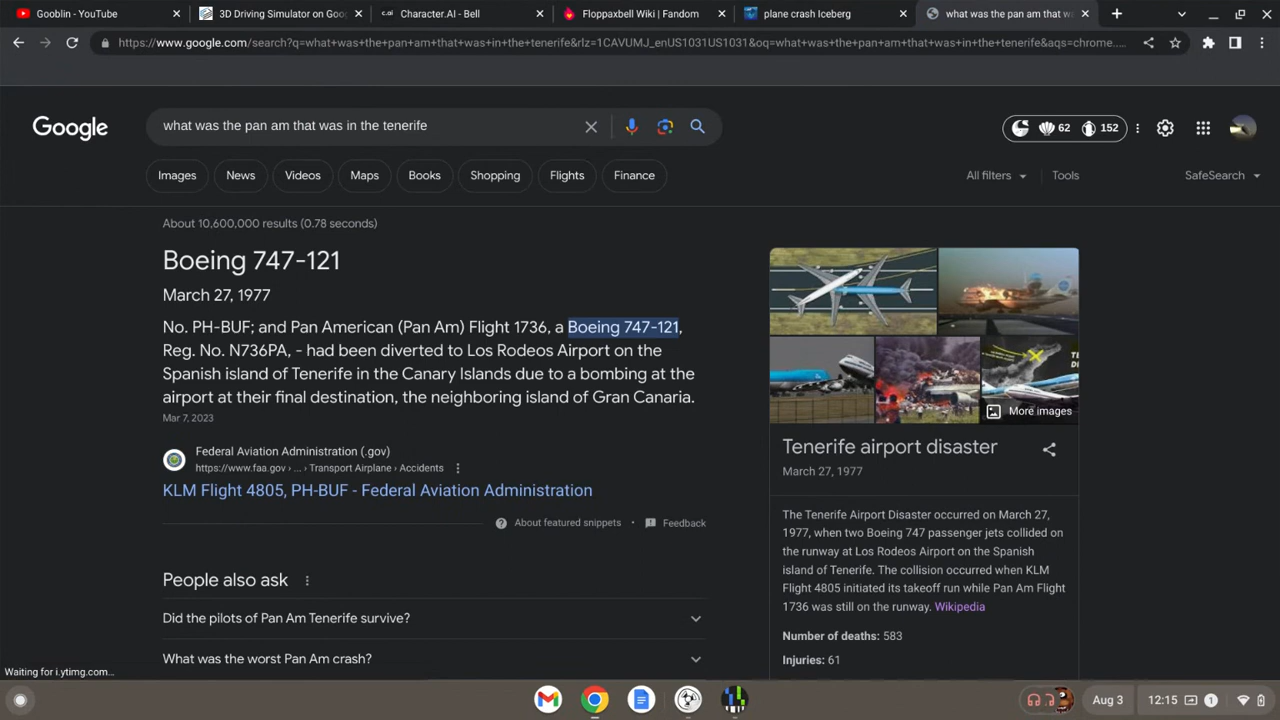 Gooblin - YouTube
3D Driving Simulator on Goo
c.ai Character.AI - Bell
Floppaxbell Wiki | Fandom
plane crash Iceberg
what was the pan am that w
https://www.google.com/search?q=what+was+the+pan+am+that+was+in+the+tenerife&rlz=1CAVUMJ_enUS1031US1031&oq=what+was+the+pan+am+that+was+in+the+tenerife&aqs=chrome....
Google
what was the pan am that was in the tenerife
62
152
Images
News
Videos
Maps
Books
Shopping
Flights
Finance
All filters
Tools
SafeSearch
About 10,600,000 results (0.78 seconds)
Boeing 747-121
March 27, 1977
No. PH-BUF; and Pan American (Pan Am) Flight 1736, a Boeing 747-121,
Reg. No. N736PA, - had been diverted to Los Rodeos Airport on the
Spanish island of Tenerife in the Canary Islands due to a bombing at the
airport at their final destination, the neighboring island of Gran Canaria.
Mar 7, 2023
Federal Aviation Administration (.gov)
https://www.faa.gov › ... › Transport Airplane › Accidents
KLM Flight 4805, PH-BUF - Federal Aviation Administration
About featured snippets
Feedback
People also ask
Did the pilots of Pan Am Tenerife survive?
What was the worst Pan Am crash?
More images
Tenerife airport disaster
March 27, 1977
The Tenerife Airport Disaster occurred on March 27,
1977, when two Boeing 747 passenger jets collided on
the runway at Los Rodeos Airport on the Spanish
island of Tenerife. The collision occurred when KLM
Flight 4805 initiated its takeoff run while Pan Am Flight
1736 was still on the runway. Wikipedia
Number of deaths: 583
Injuries: 61
Waiting for i.ytimg.com...
Aug 3
12:15
1